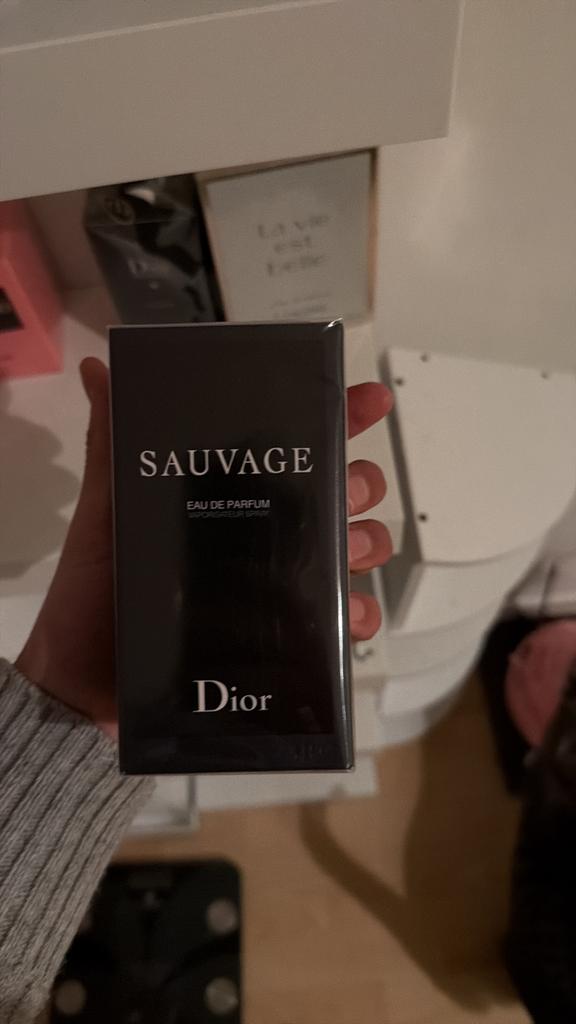 La vie
est
belle
SAUVAGE
EAU DE PARFUM
VAPORISATEUR SPRAY
Dior